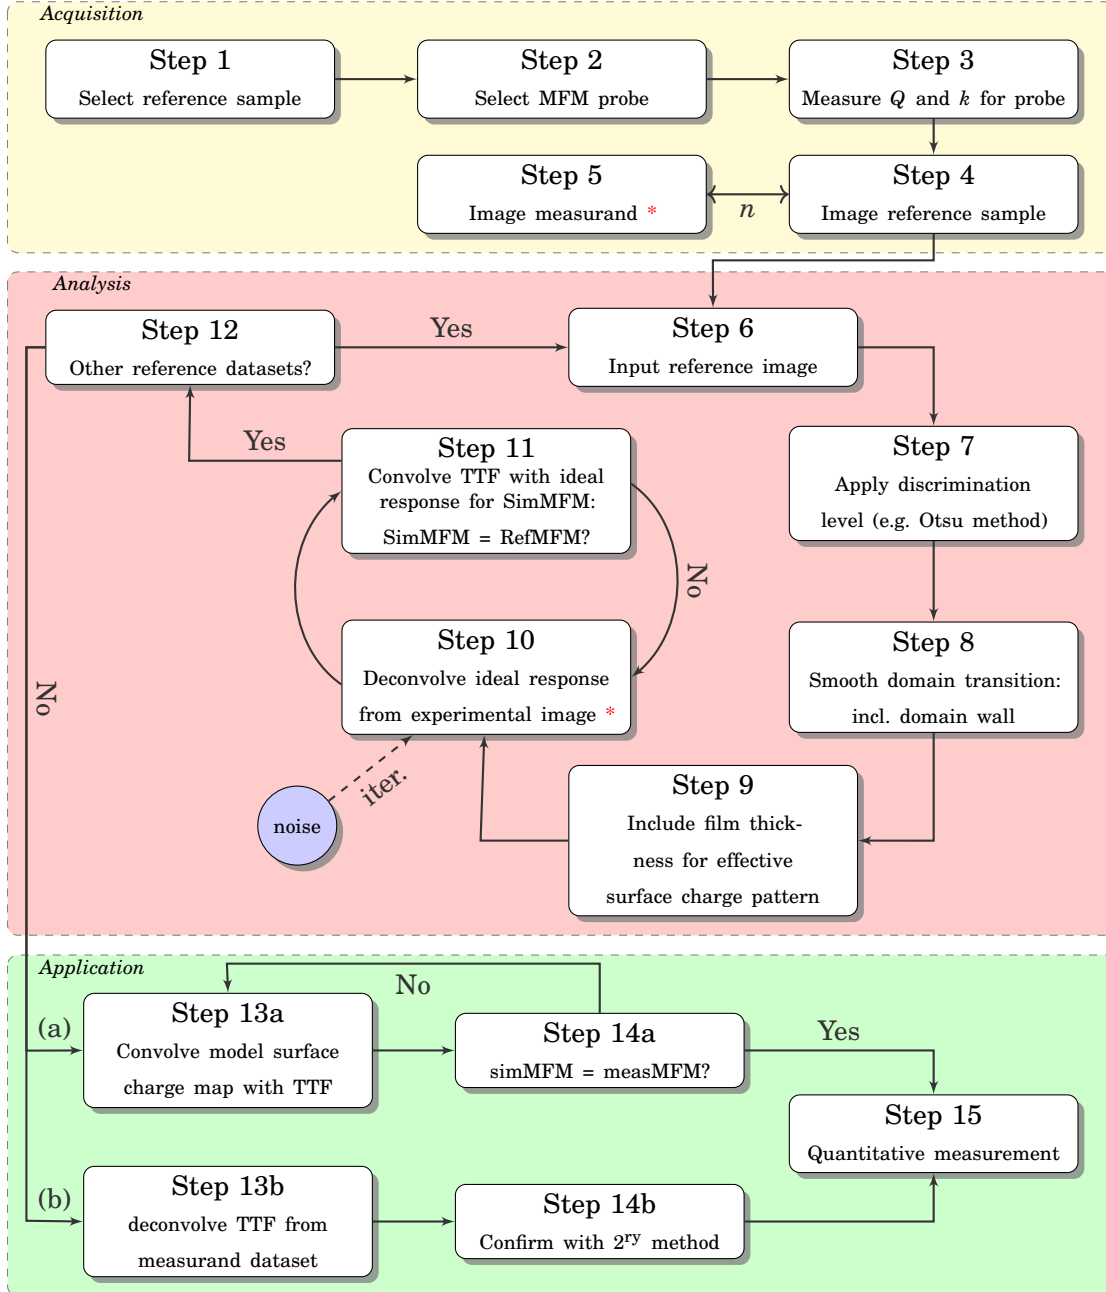 Acquisition
Step 1
Select reference sample
Step 2
Select MFM probe
Step 3
Measure Q and k for probe
Step 5
Image measurand *
n
Step 4
Image reference sample
Analysis
Step 12
Other reference datasets?
Yes
Step 6
Input reference image
Yes
Step 11
Convolve TTF with ideal
response for SimMFM:
SimMFM = RefMFM?
Step 7
Apply discrimination
level (e.g. Otsu method)
No
Step 10
Deconvolve ideal response
from experimental image *
Step 8
Smooth domain transition:
incl. domain wall
No
iter.
noise
Step 9
Include film thick-
ness for effective
surface charge pattern
Application
No
(a)
Step 13a
Convolve model surface
charge map with TTF
Step 14a
simMFM = measMFM?
Yes
Step 15
Quantitative measurement
(b)
Step 13b
deconvolve TTF from
measurand dataset
Step 14b
Confirm with 2ry method